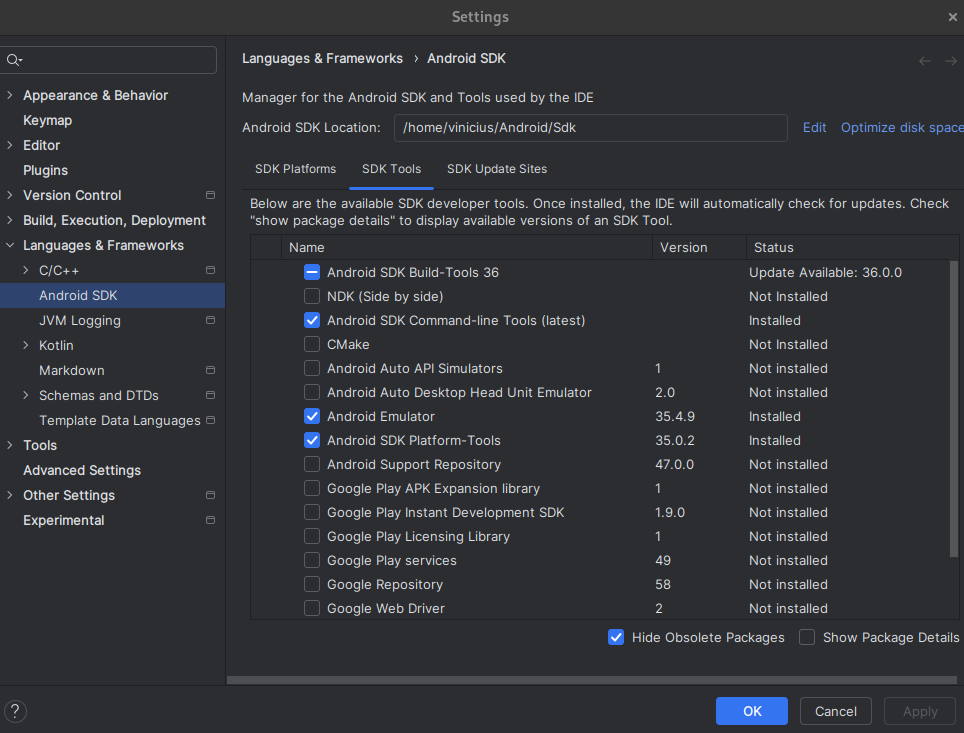 Settings
Languages & Frameworks › Android SDK
Manager for the Android SDK and Tools used by the IDE
Android SDK Location: /home/vinicius/Android/Sdk Edit Optimize disk space
SDK Platforms SDK Tools SDK Update Sites
Below are the available SDK developer tools. Once installed, the IDE will automatically check for updates. Check
"show package details" to display available versions of an SDK Tool.
Appearance & Behavior
Keymap
Editor
Plugins
Version Control
Build, Execution, Deployment
Languages & Frameworks
C/C++
Android SDK
JVM Logging
Kotlin
Markdown
Schemas and DTDs
Template Data Languages
Tools
Advanced Settings
Other Settings
Experimental
Name Version Status
Android SDK Build-Tools 36 Update Available: 36.0.0
NDK (Side by side) Not Installed
Android SDK Command-line Tools (latest) Installed
CMake Not Installed
Android Auto API Simulators 1 Not installed
Android Auto Desktop Head Unit Emulator 2.0 Not installed
Android Emulator 35.4.9 Installed
Android SDK Platform-Tools 35.0.2 Installed
Android Support Repository 47.0.0 Not installed
Google Play APK Expansion library 1 Not installed
Google Play Instant Development SDK 1.9.0 Not installed
Google Play Licensing Library 1 Not installed
Google Play services 49 Not installed
Google Repository 58 Not installed
Google Web Driver 2 Not installed
Hide Obsolete Packages Show Package Details
? OK Cancel Apply